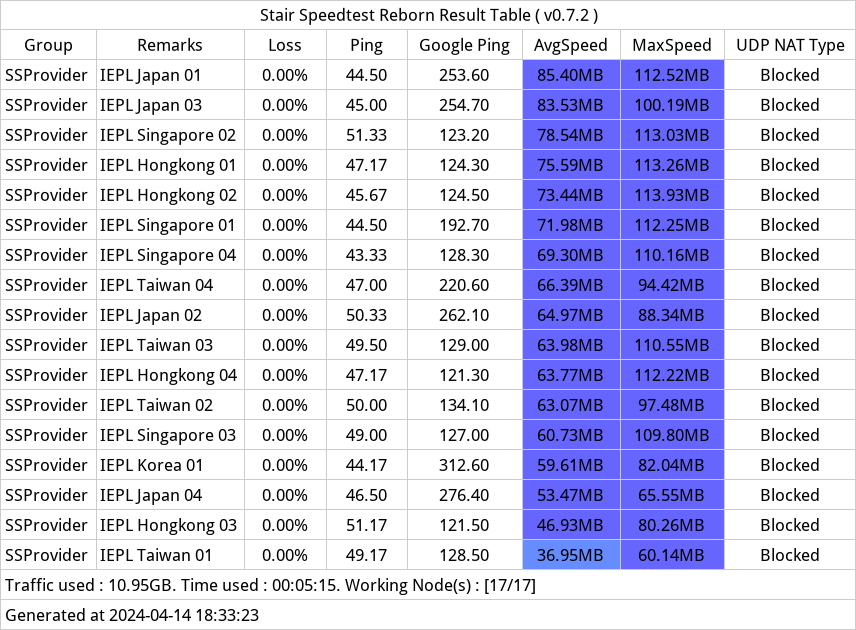 Stair Speedtest Reborn Result Table ( v0.7.2 )
Group Remarks Loss Ping Google Ping AvgSpeed MaxSpeed UDP NAT Type
SSProvider IEPL Japan 01 0.00% 44.50 253.60 85.40MB 112.52MB Blocked
SSProvider IEPL Japan 03 0.00% 45.00 254.70 83.53MB 100.19MB Blocked
SSProvider IEPL Singapore 02 0.00% 51.33 123.20 78.54MB 113.03MB Blocked
SSProvider IEPL Hongkong 01 0.00% 47.17 124.30 75.59MB 113.26MB Blocked
SSProvider IEPL Hongkong 02 0.00% 45.67 124.50 73.44MB 113.93MB Blocked
SSProvider IEPL Singapore 01 0.00% 44.50 192.70 71.98MB 112.25MB Blocked
SSProvider IEPL Singapore 04 0.00% 43.33 128.30 69.30MB 110.16MB Blocked
SSProvider IEPL Taiwan 04 0.00% 47.00 220.60 66.39MB 94.42MB Blocked
SSProvider IEPL Japan 02 0.00% 50.33 262.10 64.97MB 88.34MB Blocked
SSProvider IEPL Taiwan 03 0.00% 49.50 129.00 63.98MB 110.55MB Blocked
SSProvider IEPL Hongkong 04 0.00% 47.17 121.30 63.77MB 112.22MB Blocked
SSProvider IEPL Taiwan 02 0.00% 50.00 134.10 63.07MB 97.48MB Blocked
SSProvider IEPL Singapore 03 0.00% 49.00 127.00 60.73MB 109.80MB Blocked
SSProvider IEPL Korea 01 0.00% 44.17 312.60 59.61MB 82.04MB Blocked
SSProvider IEPL Japan 04 0.00% 46.50 276.40 53.47MB 65.55MB Blocked
SSProvider IEPL Hongkong 03 0.00% 51.17 121.50 46.93MB 80.26MB Blocked
SSProvider IEPL Taiwan 01 0.00% 49.17 128.50 36.95MB 60.14MB Blocked
Traffic used : 10.95GB. Time used : 00:05:15. Working Node(s) : [17/17]
Generated at 2024-04-14 18:33:23